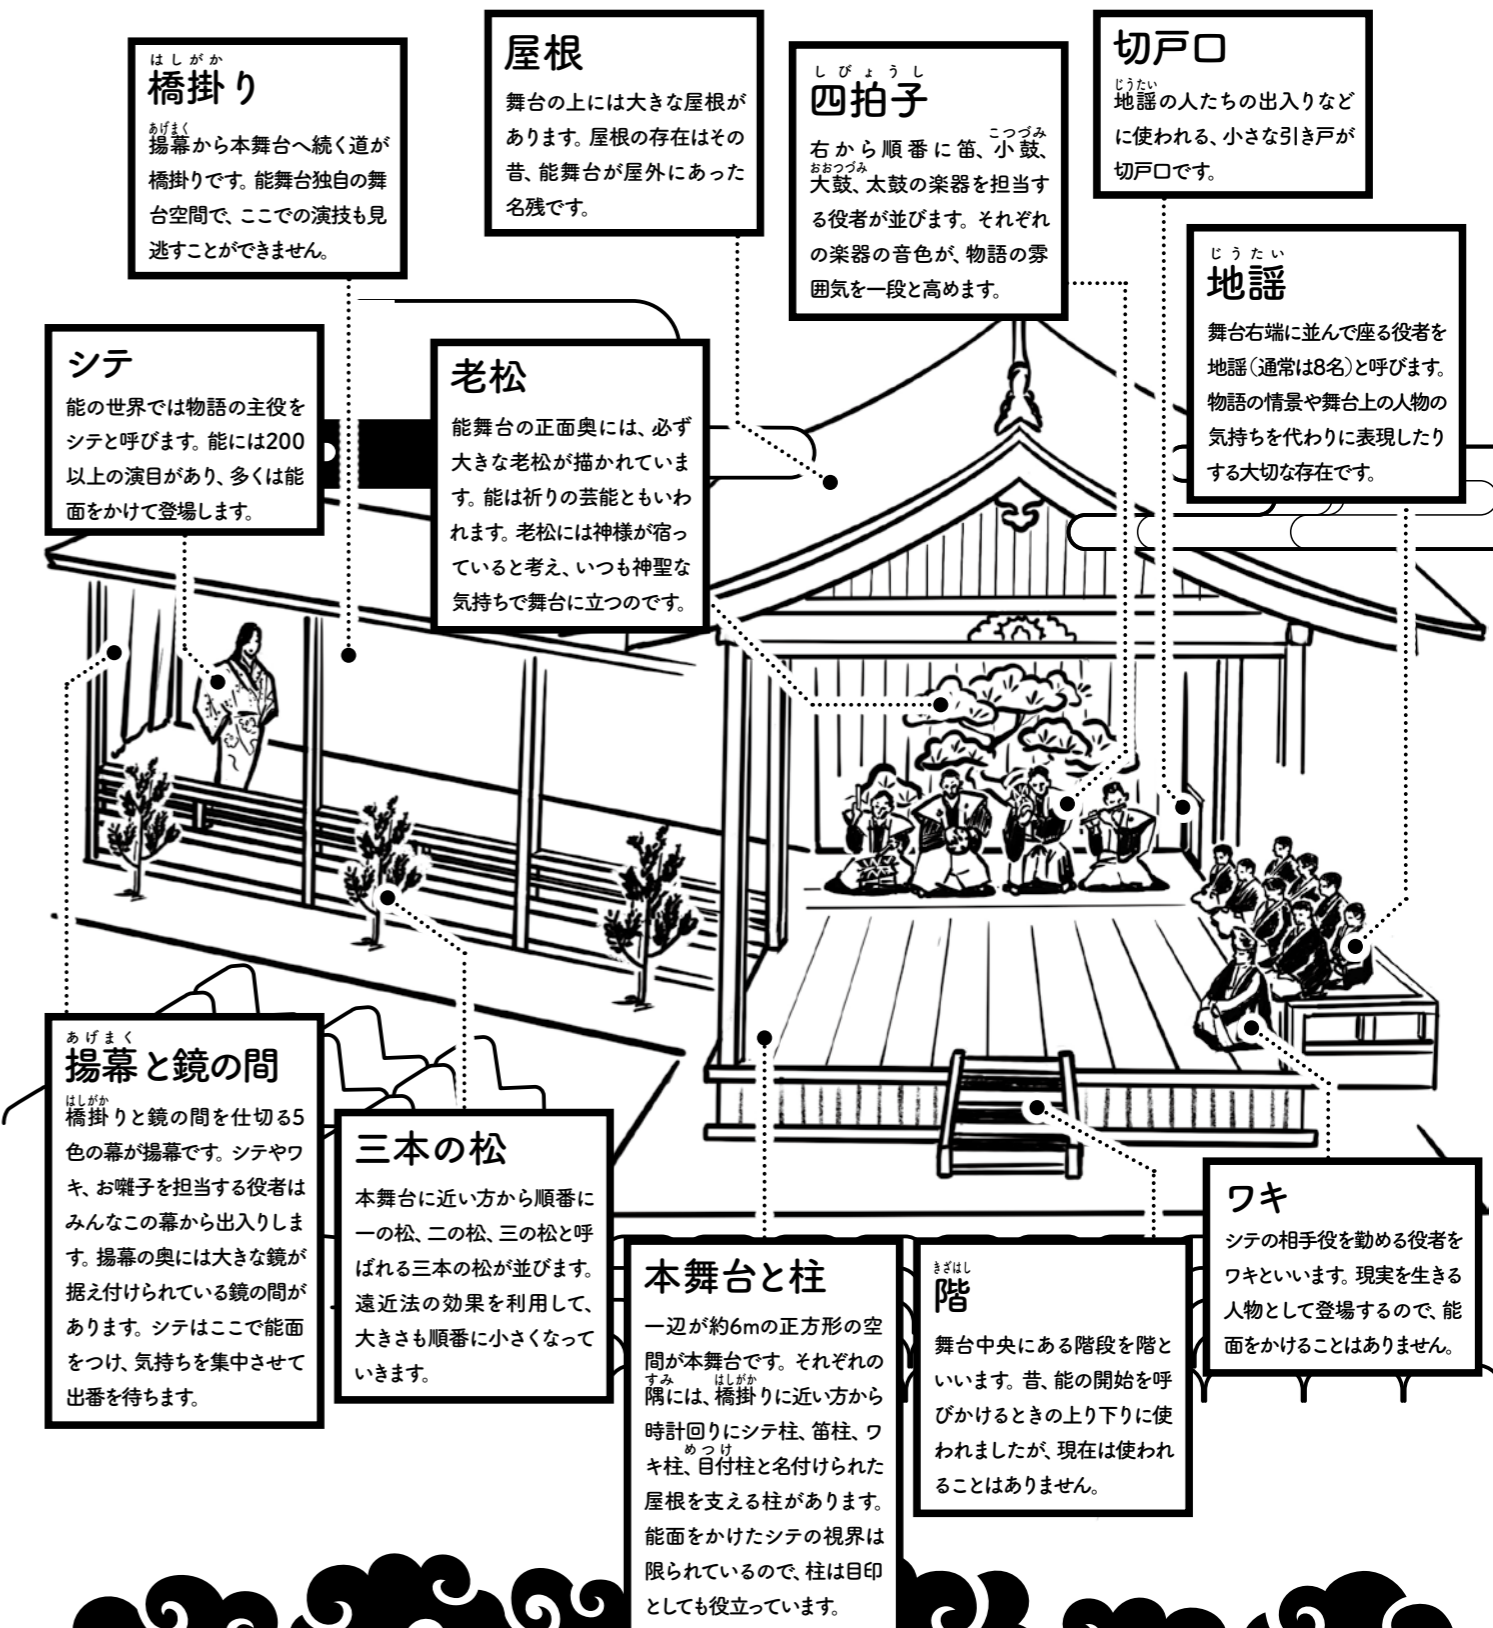 橋掛り
はしがか
揚幕から本舞台へ続く道が
あげまく
橋掛りです。能舞台独自の舞
台空間で、ここでの演技も見
逃すことができません。
屋根
舞台の上には大きな屋根が
あります。屋根の存在はその
昔、能舞台が屋外にあった
名残です。
四拍子
しびょうし
右から順番に笛、小鼓、
こつづみ
大鼓、太鼓の楽器を担当す
おおつづみ
る役者が並びます。それぞれ
の楽器の音色が、物語の雰
囲気を一段と高めます。
切戸口
地謡の人たちの出入りなど
じうたい
に使われる、小さな引き戸が
切戸口です。
地謡
じうたい
舞台右端に並んで座る役者を
地謡（通常は8名）と呼びます。
物語の情景や舞台上の人物の
気持ちを代わりに表現したり
する大切な存在です。
シテ
能の世界では物語の主役を
シテと呼びます。能には200
以上の演目があり、多くは能
面をかけて登場します。
老松
能舞台の正面奥には、必ず
大きな老松が描かれていま
す。能は祈りの芸能ともいわ
れます。老松には神様が宿っ
ていると考え、いつも神聖な
気持ちで舞台に立つのです。
揚幕と鏡の間
あげまく
橋掛りと鏡の間を仕切る5
はしがか
色の幕が揚幕です。シテやワ
キ、お囃子を担当する役者は
みんなこの幕から出入りしま
す。揚幕の奥には大きな鏡が
据え付けられている鏡の間が
あります。シテはここで能面
をつけ、気持ちを集中させて
出番を待ちます。
三本の松
本舞台に近い方から順番に
一の松、二の松、三の松と呼
ばれる三本の松が並びます。
遠近法の効果を利用して、
大きさも順番に小さくなって
いきます。
本舞台と柱
一辺が約6mの正方形の空
間が本舞台です。それぞれの
隅には、橋掛りに近い方から
すみ
はしがか
時計回りにシテ柱、笛柱、ワ
キ柱、目付柱と名付けられた
めつけ
屋根を支える柱があります。
能面をかけたシテの視界は
限られているので、柱は目印
としても役立っています。
階
きざはし
舞台中央にある階段を階と
いいます。昔、能の開始を呼
びかけるときの上り下りに使
われましたが、現在は使われ
ることはありません。
ワキ
シテの相手役を勤める役者を
ワキといいます。現実を生きる
人物として登場するので、能
面をかけることはありません。